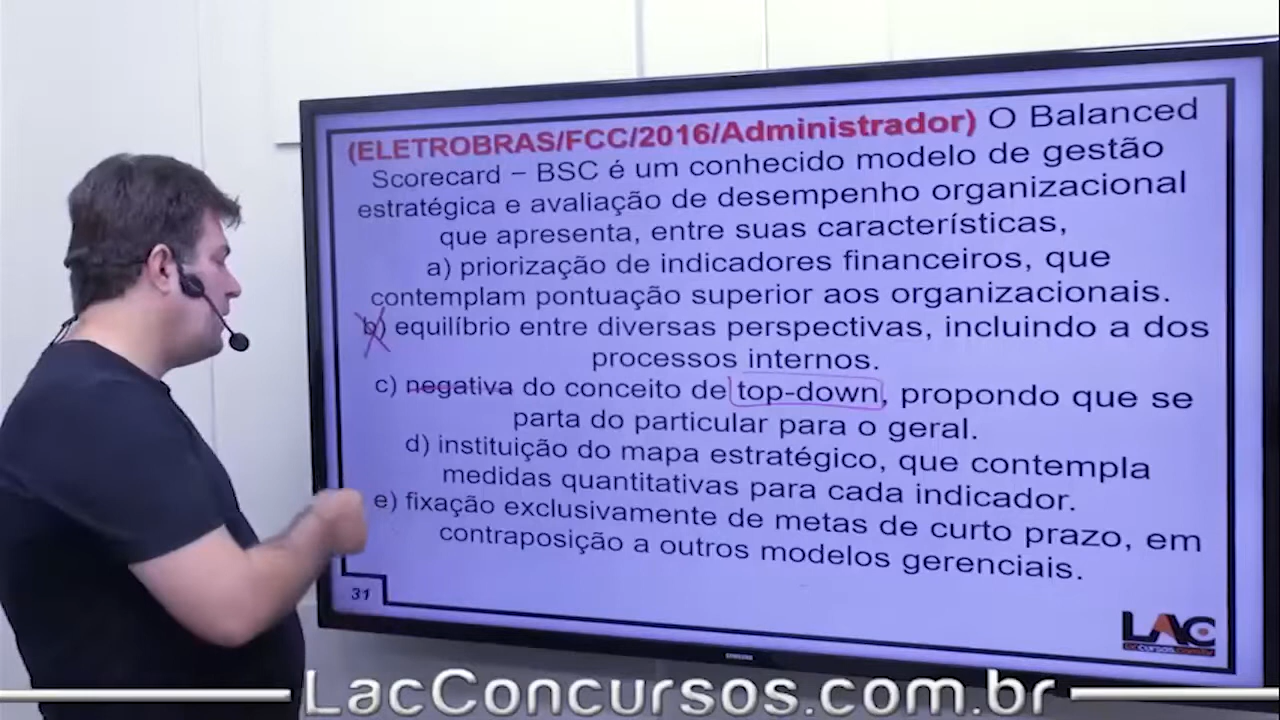 (ELETROBRAS/FCC/2016/Administrador) O Balanced
Scorecard – BSC é um conhecido modelo de gestão
estratégica e avaliação de desempenho organizacional
que apresenta, entre suas características,
a) priorização de indicadores financeiros, que
contemplam pontuação superior aos organizacionais.
b) equilíbrio entre diversas perspectivas, incluindo a dos
processos internos.
c) negativa do conceito de top-down, propondo que se
parta do particular para o geral.
d) instituição do mapa estratégico, que contempla
medidas quantitativas para cada indicador.
e) fixação exclusivamente de metas de curto prazo, em
contraposição a outros modelos gerenciais.
31
LAC
SAMSUNG
LacConcursos.com.br